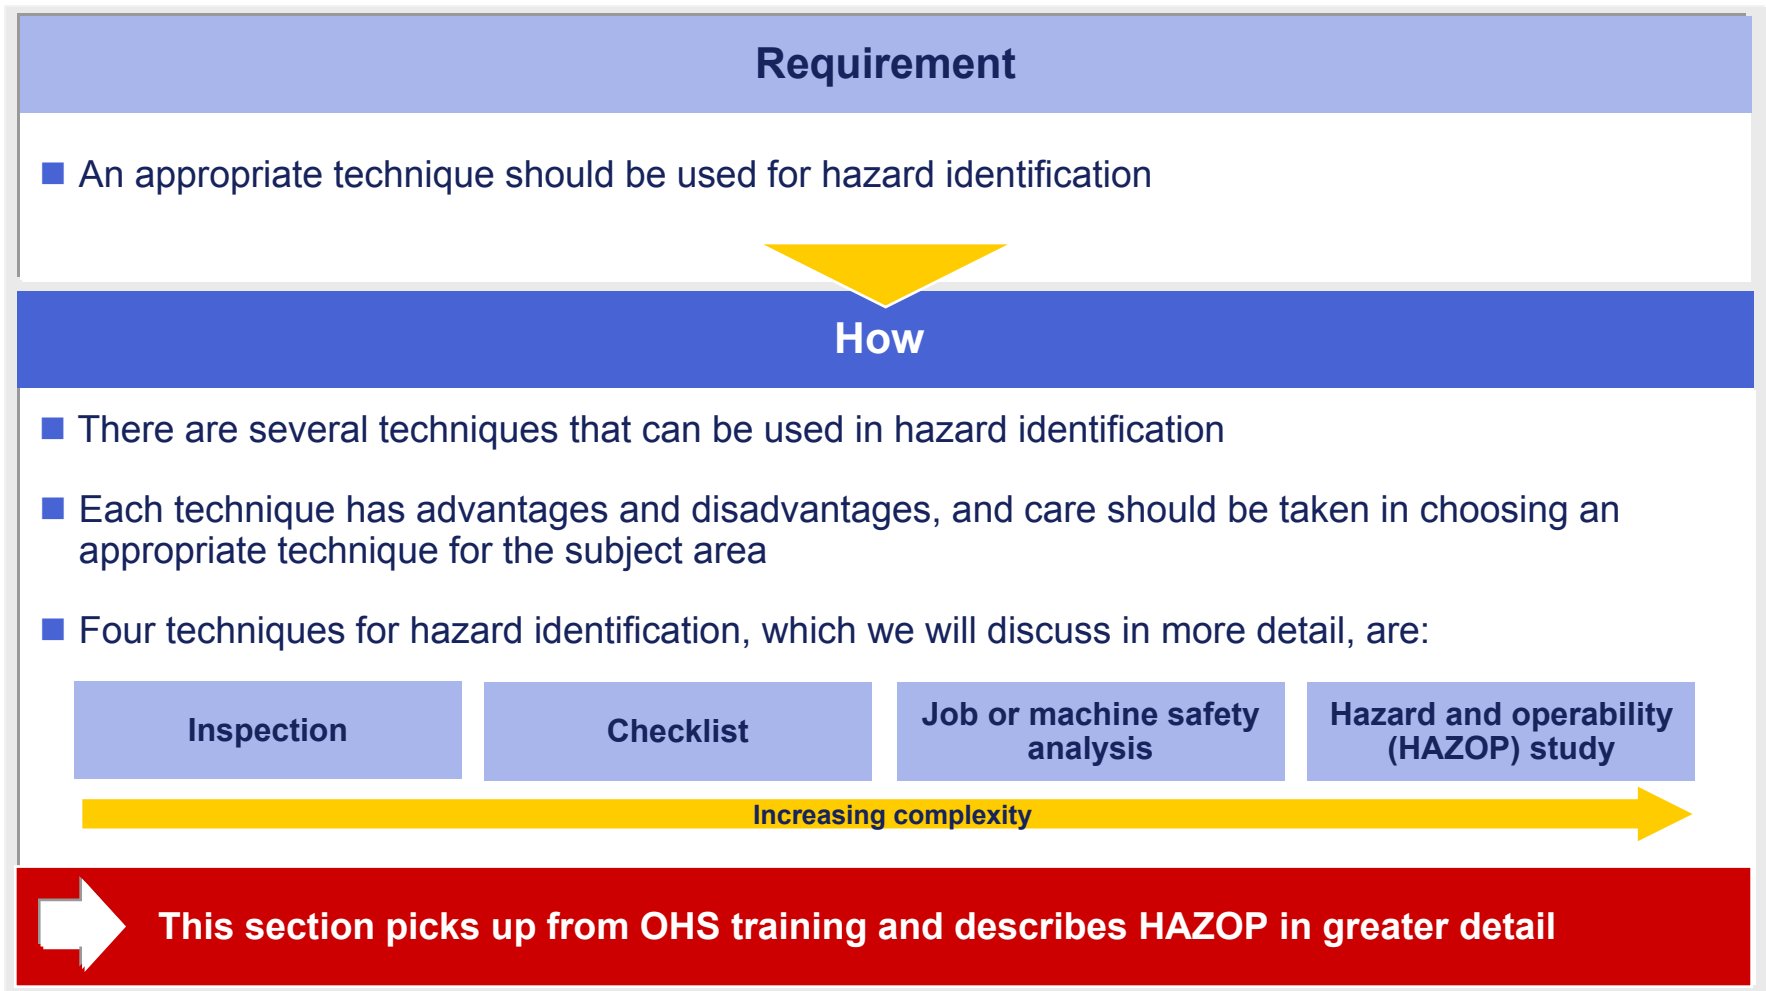 Requirement
An appropriate technique should be used for hazard identification
How
There are several techniques that can be used in hazard identification
Each technique has advantages and disadvantages, and care should be taken in choosing an
appropriate technique for the subject area
Four techniques for hazard identification, which we will discuss in more detail, are:
Inspection
Checklist
Job or machine safety
analysis
Hazard and operability
(HAZOP) study
Increasing complexity
This section picks up from OHS training and describes HAZOP in greater detail